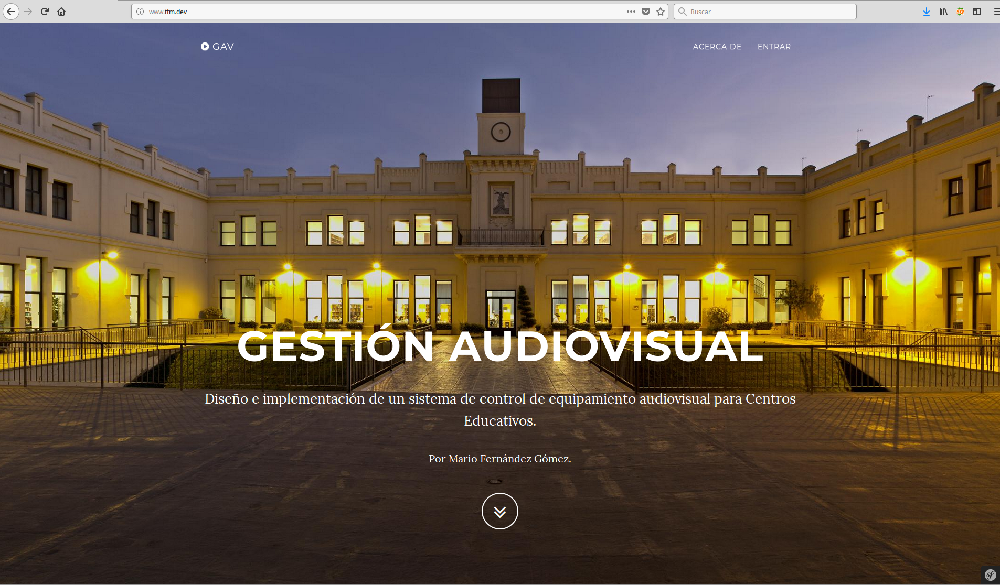 www.tfm.dev
Buscar
GAV
ACERCA DE ENTRAR
GESTIÓN AUDIOVISUAL
Diseño e implementación de un sistema de control de equipamiento audiovisual para Centros
Educativos.
Por Mario Fernández Gómez.